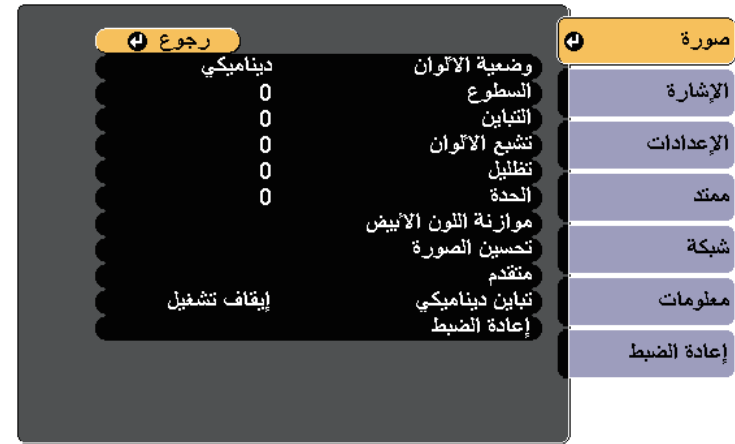 صورة
الإشارة
الإعدادات
ممتد
شبكة
معلومات
إعادة الضبط
رجوع
وضعية الألوان ديناميكي
السطوع 0
التباين 0
تشبع الألوان 0
تظليل 0
الحدة 0
موازنة اللون الأبيض
تحسين الصورة
متقدم
تباين ديناميكي إيقاف تشغيل
إعادة الضبط